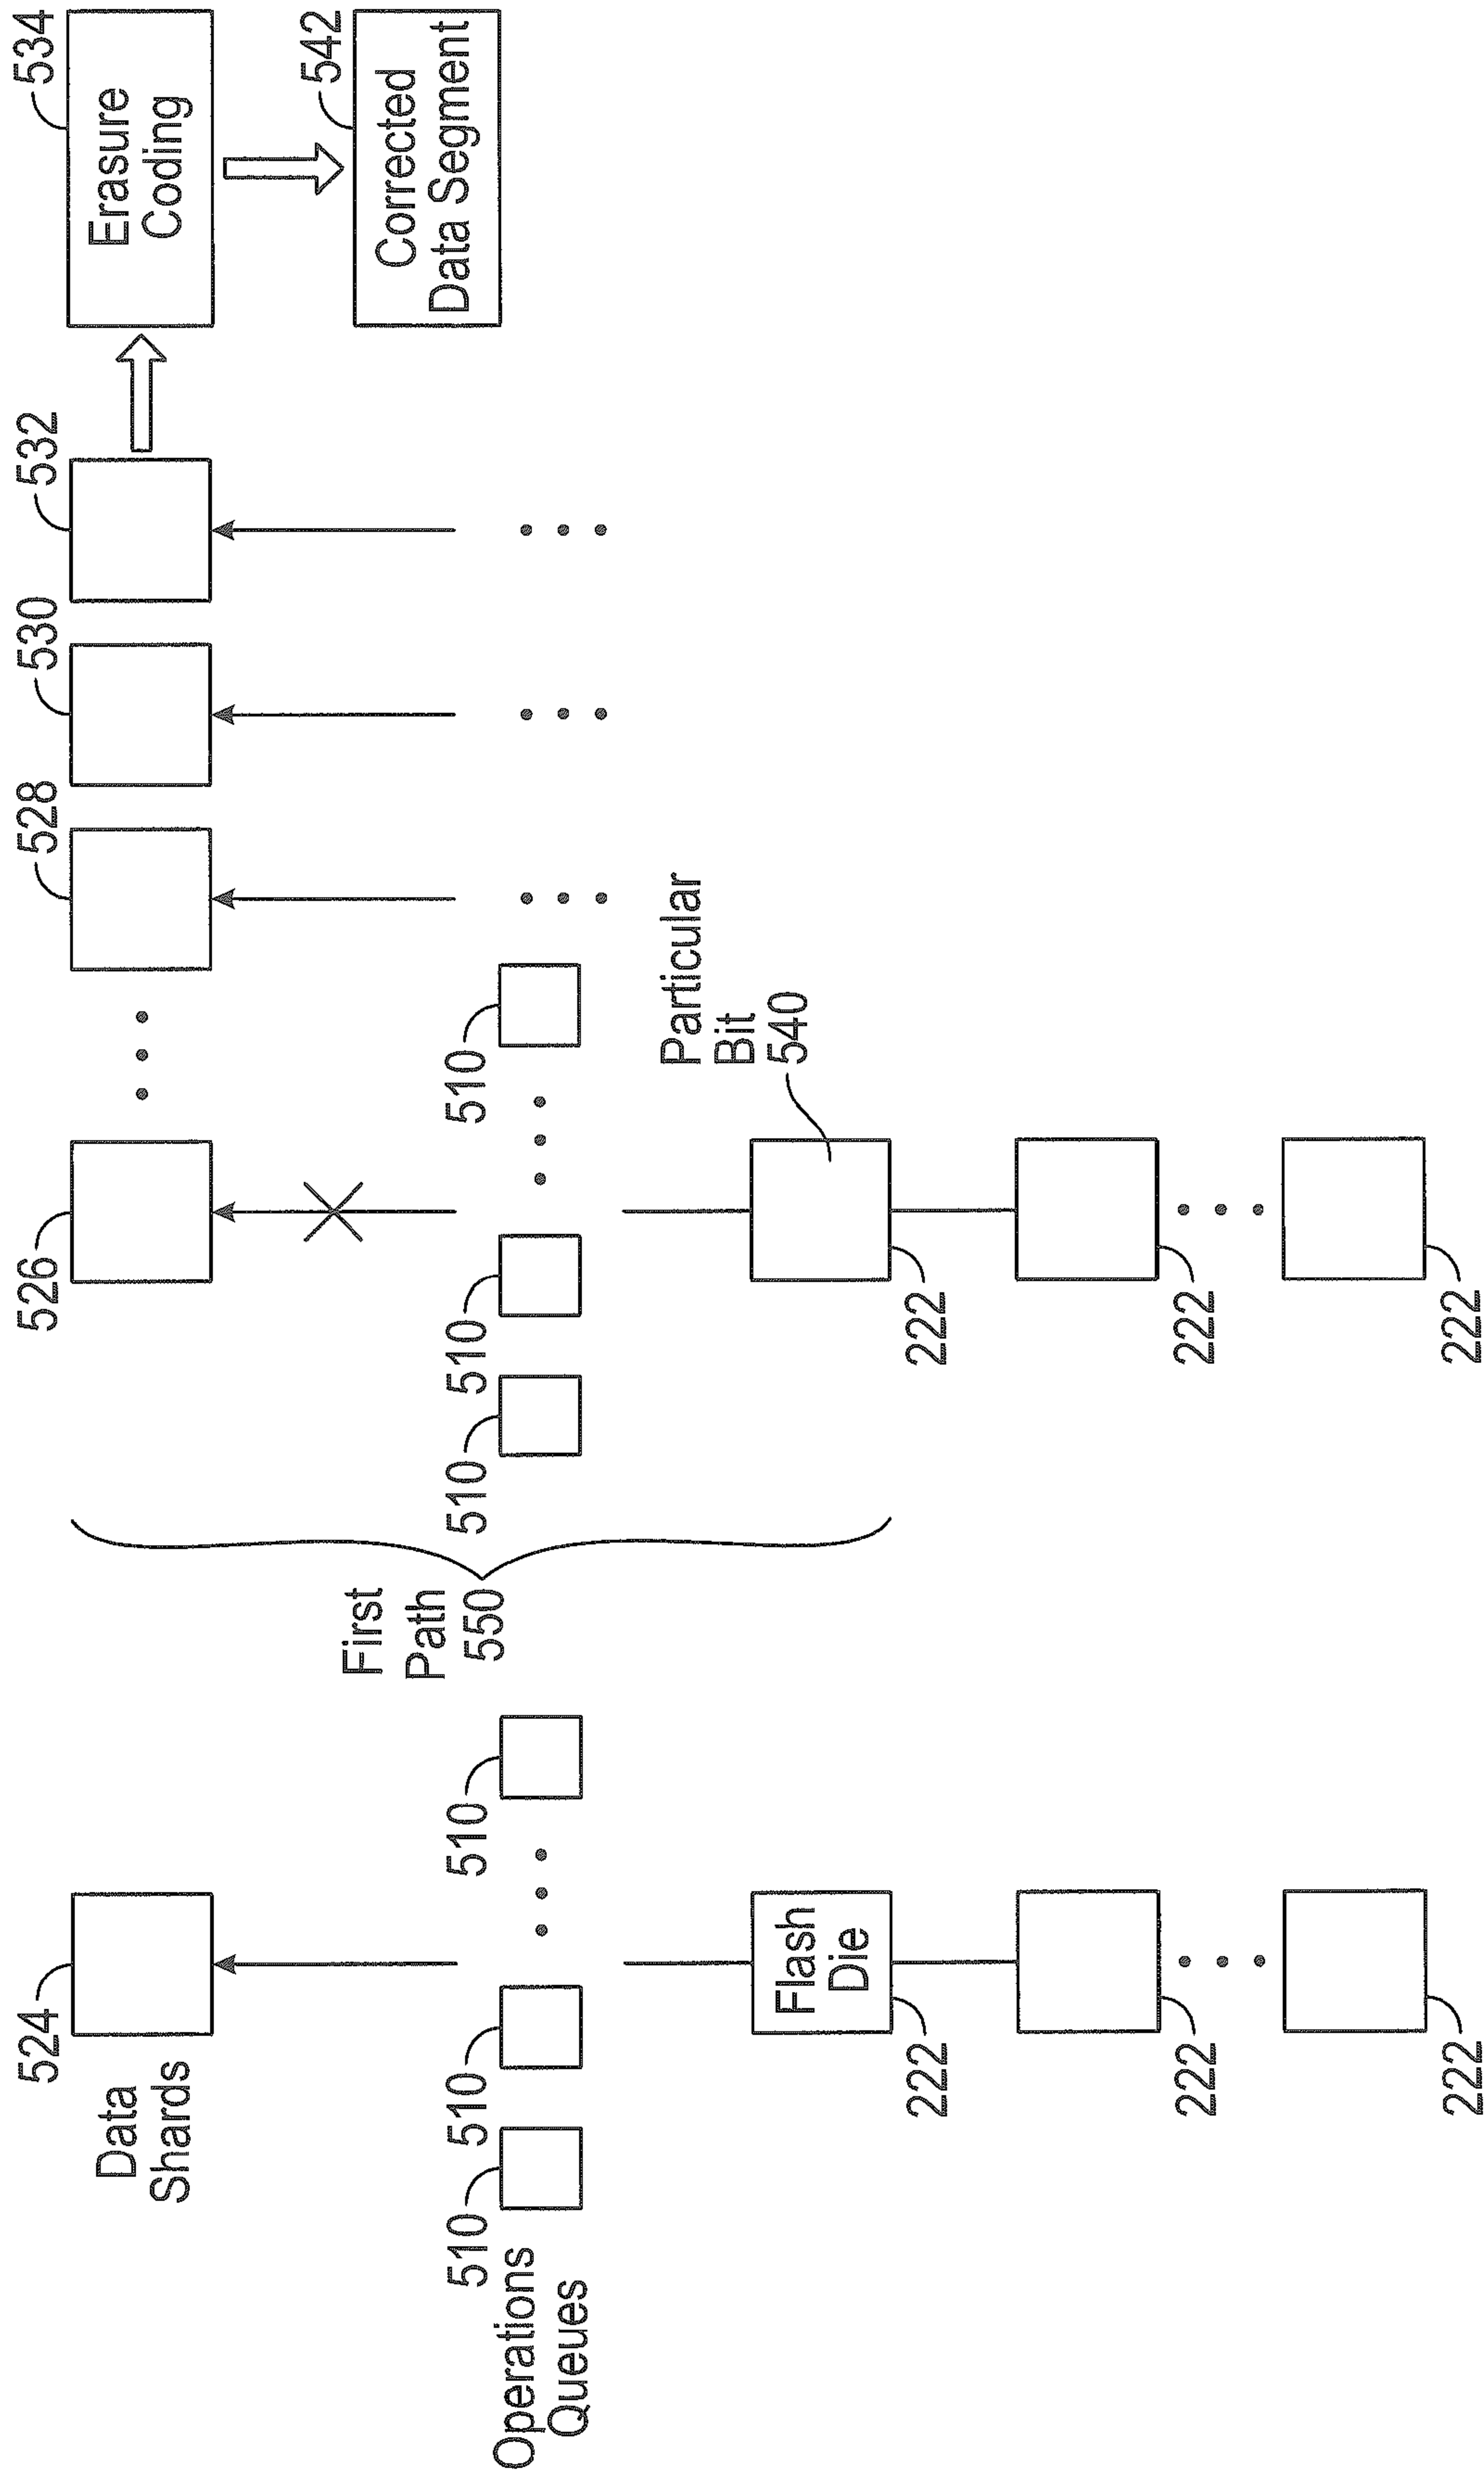 524
526
528
530
532
534
Data
Shards
Erasure
Coding
542
Corrected
Data Segment
First
Path
550
510
510
510
510
510
510
Operations
Queues
Particular
Bit
540
Flash
Die
222
222
222
222
222
222